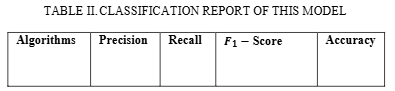 TABLE II. CLASSIFICATION REPORT OF THIS MODEL
Algorithms Precision Recall F₁ − Score Accuracy